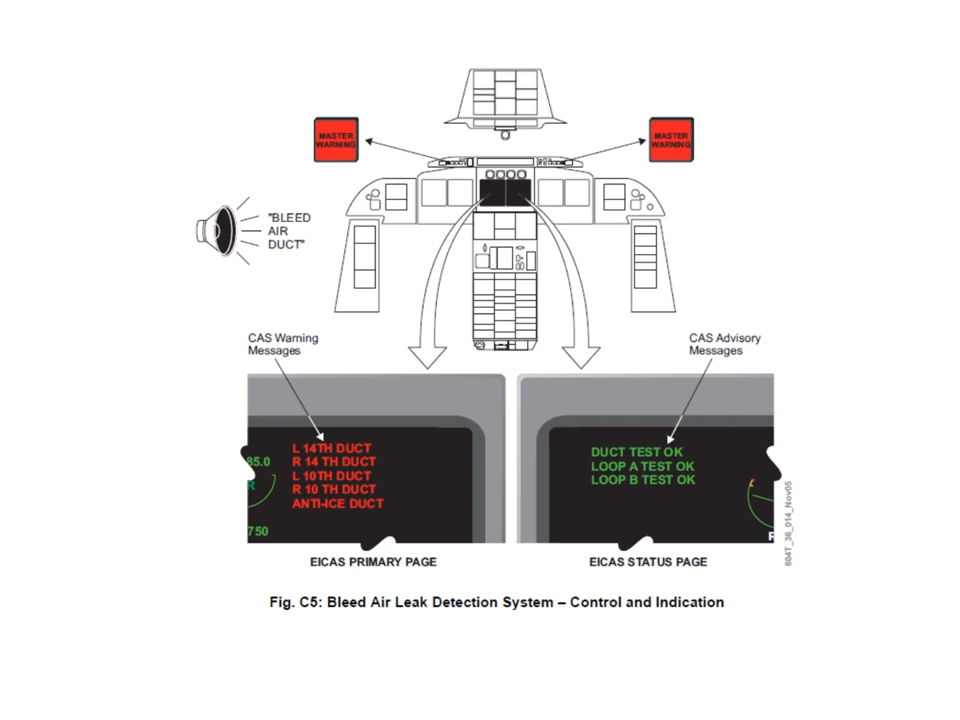 MASTER
WARNING
MASTER
WARNING
"BLEED
AIR
DUCT"
CAS Warning
Messages
CAS Advisory
Messages
85.0
R
750
L 14TH DUCT
R 14 TH DUCT
L 10TH DUCT
R 10 TH DUCT
ANTI-ICE DUCT
DUCT TEST OK
LOOP A TEST OK
LOOP B TEST OK
604T_36_014_Nov05
EICAS PRIMARY PAGE
EICAS STATUS PAGE
Fig. C5: Bleed Air Leak Detection System – Control and Indication